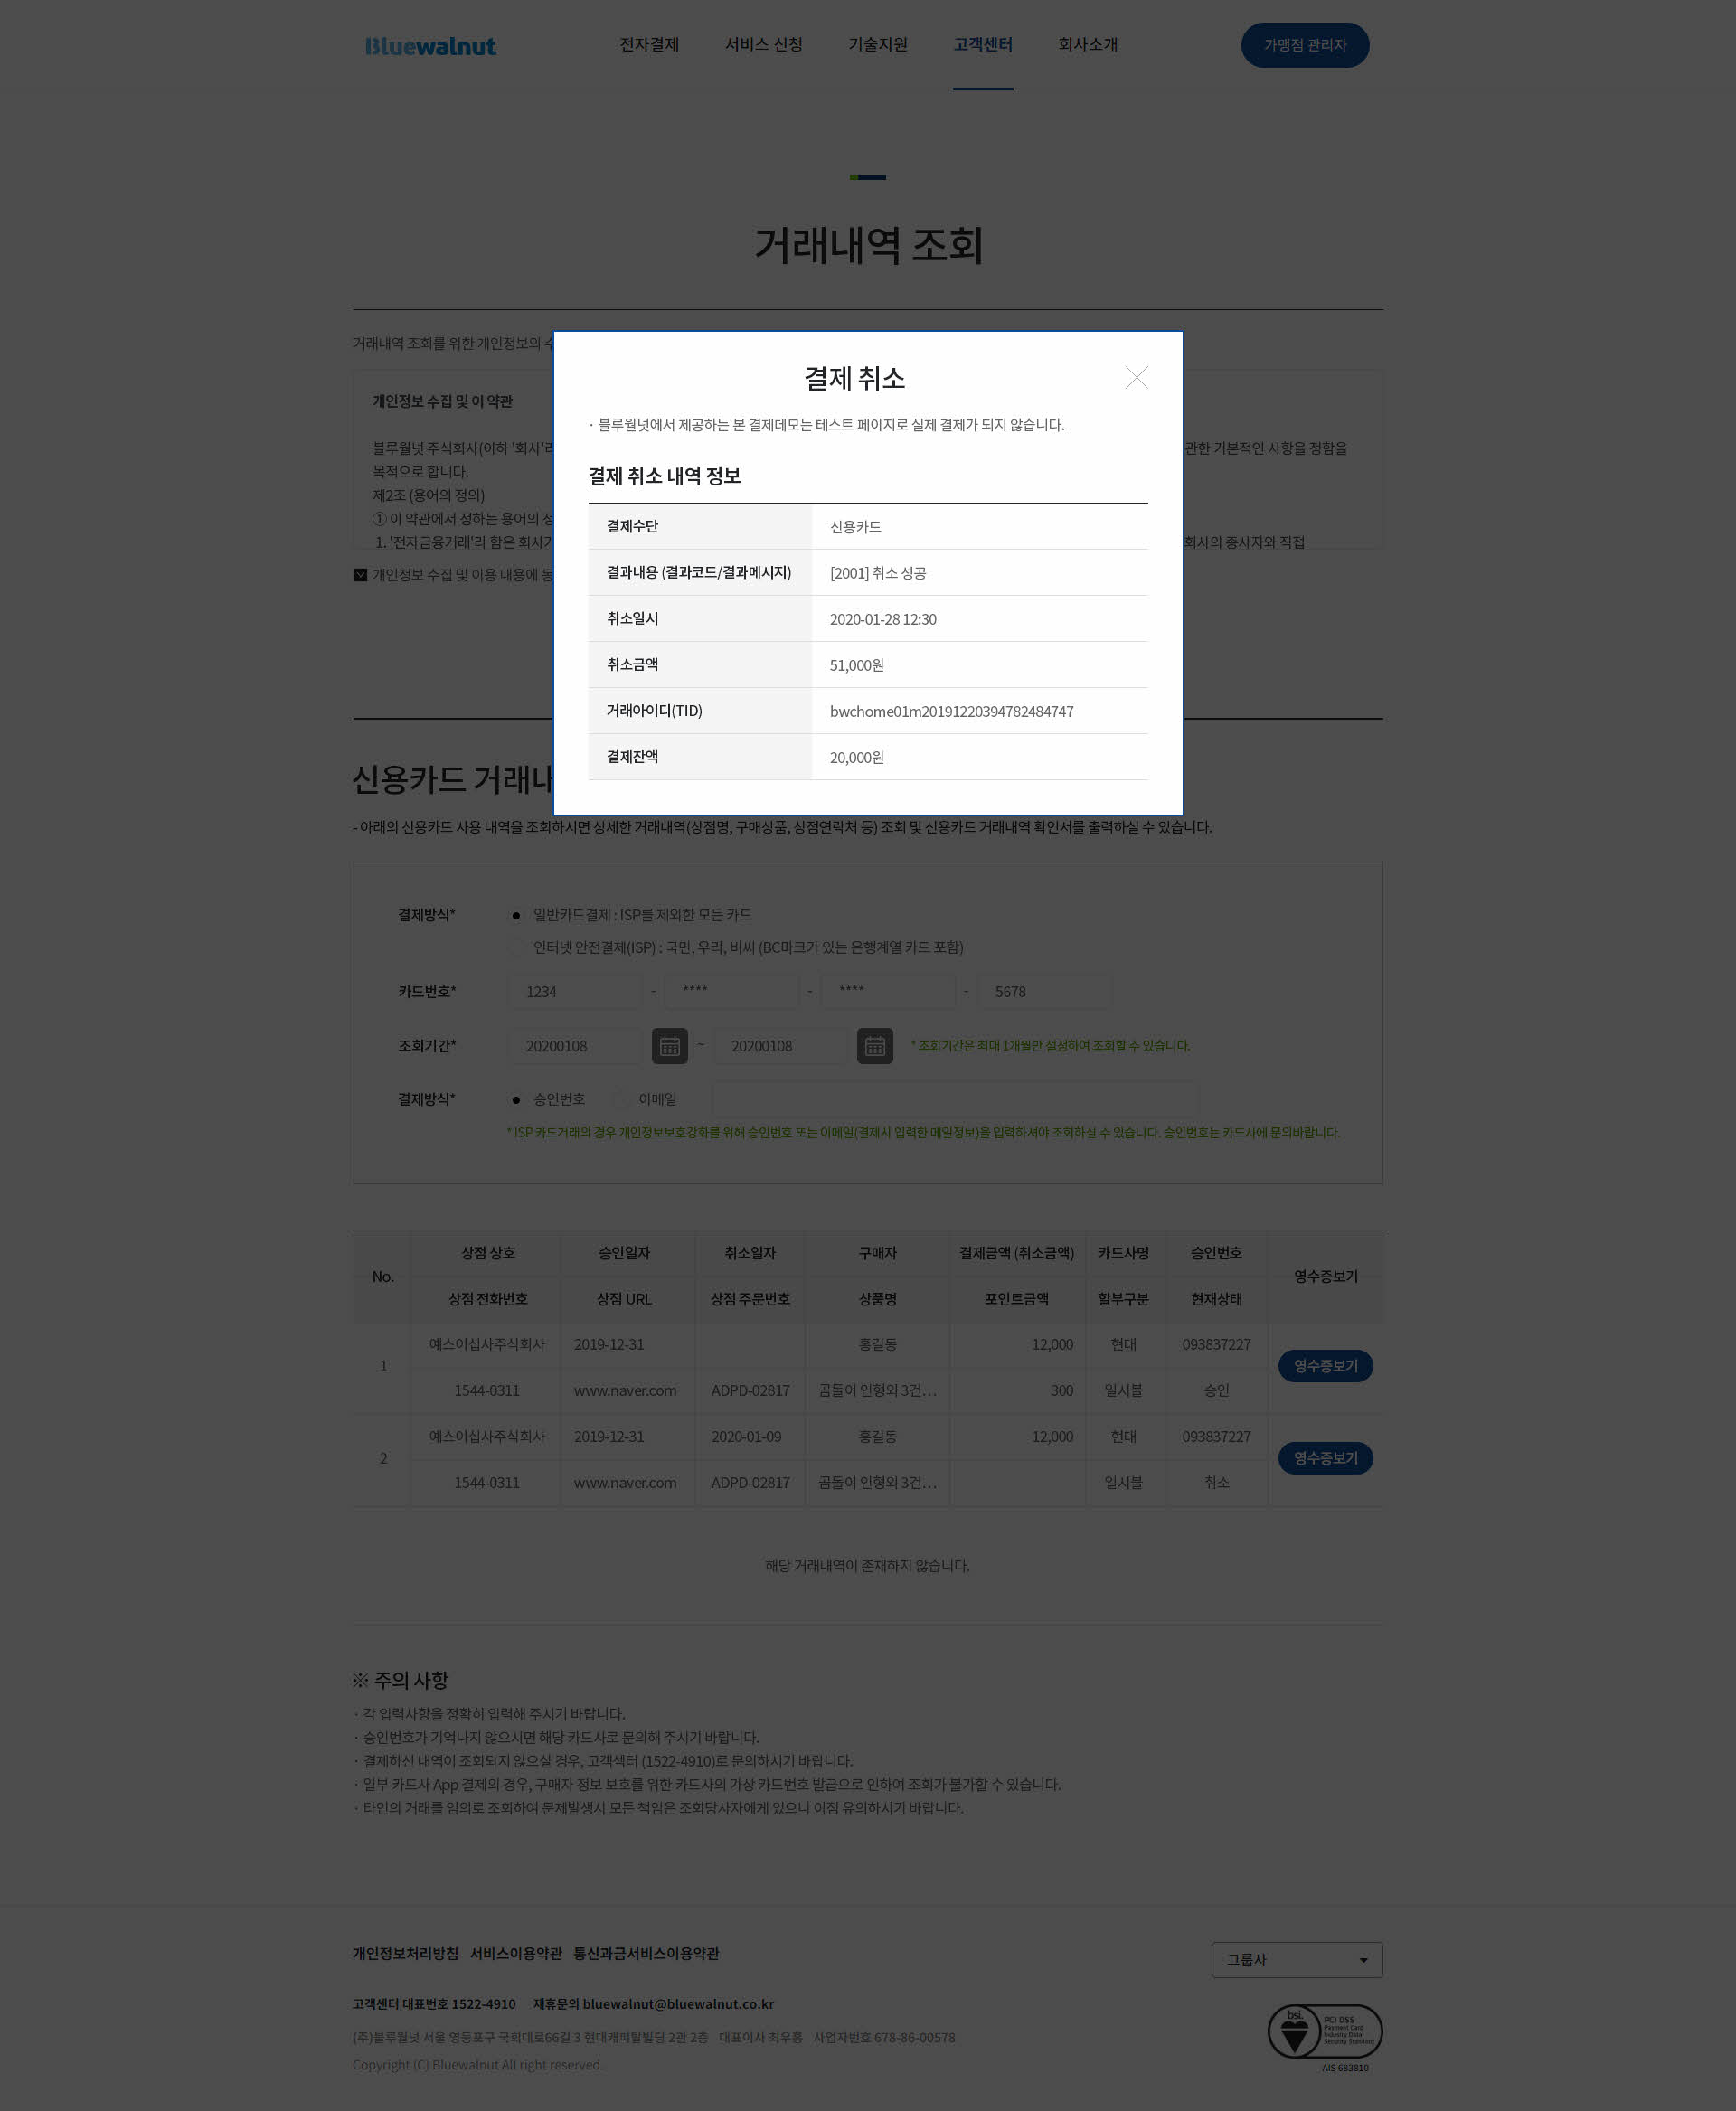 Bluewalnut
전자결제 서비스 신청 기술지원 고객센터 회사소개 가맹점 관리자
거래내역 조회
거래내역 조회를 위한 개인정보의
개인정보 수집 및 이 약관
블루월넛 주식회사(이하 '회사'라 관한 기본적인 사항을 정함을
목적으로 합니다.
제2조 (용어의 정의)
① 이 약관에서 정하는 용어의 정
1. '전자금융거래'라 함은 회사가 회사의 종사자와 직접
개인정보 수집 및 이용 내용에 동
결제 취소
· 블루월넛에서 제공하는 본 결제데모는 테스트 페이지로 실제 결제가 되지 않습니다.
결제 취소 내역 정보
결제수단 신용카드
결과내용 (결과코드/결과메시지) [2001] 취소 성공
취소일시 2020-01-28 12:30
취소금액 51,000원
거래아이디(TID) bwchome01m20191220394782484747
결제잔액 20,000원
신용카드 거래내
- 아래의 신용카드 사용 내역을 조회하시면 상세한 거래내역(상점명, 구매상품, 상점연락처 등) 조회 및 신용카드 거래내역 확인서를 출력하실 수 있습니다.
결제방식* 일반카드결제 : ISP를 제외한 모든 카드
인터넷 안전결제(ISP) : 국민, 우리, 비씨 (BC마크가 있는 은행계열 카드 포함)
카드번호* 1234 - **** - **** - 5678
조회기간* 20200108 ~ 20200108 * 조회기간은 최대 1개월만 설정하여 조회할 수 있습니다.
결제방식* 승인번호 이메일
* ISP 카드거래의 경우 개인정보보호강화를 위해 승인번호 또는 이메일(결제시 입력한 메일정보)을 입력하셔야 조회하실 수 있습니다. 승인번호는 카드사에 문의바랍니다.
No. 상점 상호 승인일자 취소일자 구매자 결제금액 (취소금액) 카드사명 승인번호 영수증보기
상점 전화번호 상점 URL 상점 주문번호 상품명 포인트금액 할부구분 현재상태
1 예스이십사주식회사 2019-12-31 홍길동 12,000 현대 093837227 영수증보기
1544-0311 www.naver.com ADPD-02817 곰돌이 인형외 3건... 300 일시불 승인
2 예스이십사주식회사 2019-12-31 2020-01-09 홍길동 12,000 현대 093837227 영수증보기
1544-0311 www.naver.com ADPD-02817 곰돌이 인형외 3건... 일시불 취소
해당 거래내역이 존재하지 않습니다.
※ 주의 사항
· 각 입력사항을 정확히 입력해 주시기 바랍니다.
· 승인번호가 기억나지 않으시면 해당 카드사로 문의해 주시기 바랍니다.
· 결제하신 내역이 조회되지 않으실 경우, 고객센터 (1522-4910)로 문의하시기 바랍니다.
· 일부 카드사 App 결제의 경우, 구매자 정보 보호를 위한 카드사의 가상 카드번호 발급으로 인하여 조회가 불가할 수 있습니다.
· 타인의 거래를 임의로 조회하여 문제발생시 모든 책임은 조회당사자에게 있으니 이점 유의하시기 바랍니다.
개인정보처리방침 서비스이용약관 통신과금서비스이용약관
그룹사
고객센터 대표번호 1522-4910 제휴문의 bluewalnut@bluewalnut.co.kr
(주)블루월넛 서울 영등포구 국회대로66길 3 현대캐피탈빌딩 2관 2층 대표이사 최우흠 사업자번호 678-86-00578
Copyright (C) Bluewalnut All right reserved.
bsi.
PCI DSS
Payment Card
Industry Data
Security Standard
AIS 683810